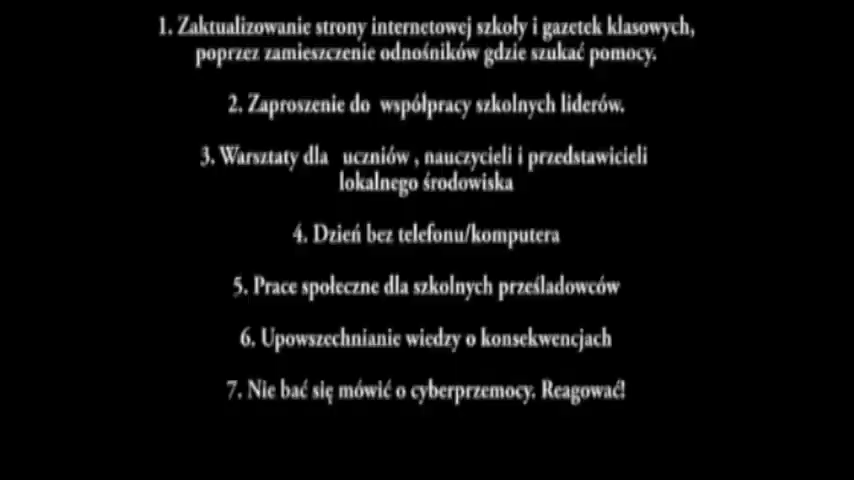 1. Zaktualizowanie strony internetowej szkoły i gazetek klasowych,
poprzez zamieszczenie odnośników gdzie szukać pomocy.
2. Zaproszenie do współpracy szkolnych liderów.
3. Warsztaty dla uczniów , nauczycieli i przedstawicieli
lokalnego środowiska
4. Dzień bez telefonu/komputera
5. Prace społeczne dla szkolnych prześladowców
6. Upowszechnianie wiedzy o konsekwencjach
7. Nie bać się mówić o cyberprzemocy. Reagować!